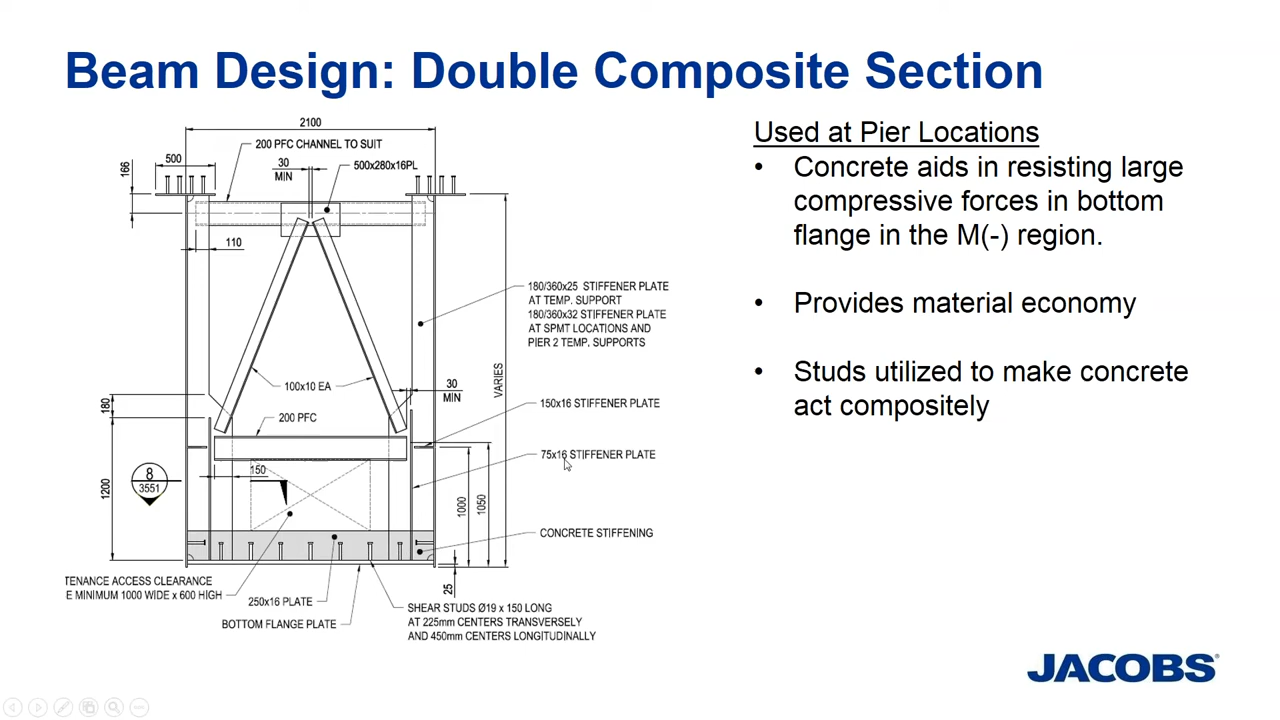 Beam Design: Double Composite Section
2100
200 PFC CHANNEL TO SUIT
500
30
MIN
500x280x16PL
166
110
180/360x25 STIFFENER PLATE
AT TEMP. SUPPORT
180/360x32 STIFFENER PLATE
AT SPMT LOCATIONS AND
PIER 2 TEMP. SUPPORTS
VARIES
100x10 EA
30
MIN
180
200 PFC
150x16 STIFFENER PLATE
75x16 STIFFENER PLATE
150
8
3551
1200
1000
1050
CONCRETE STIFFENING
TENANCE ACCESS CLEARANCE
E MINIMUM 1000 WIDE x 600 HIGH
250x16 PLATE
25
BOTTOM FLANGE PLATE
SHEAR STUDS Ø19 x 150 LONG
AT 225mm CENTERS TRANSVERSELY
AND 450mm CENTERS LONGITUDINALLY
Used at Pier Locations
• Concrete aids in resisting large
compressive forces in bottom
flange in the M(-) region.
• Provides material economy
• Studs utilized to make concrete
act compositely
JACOBS®